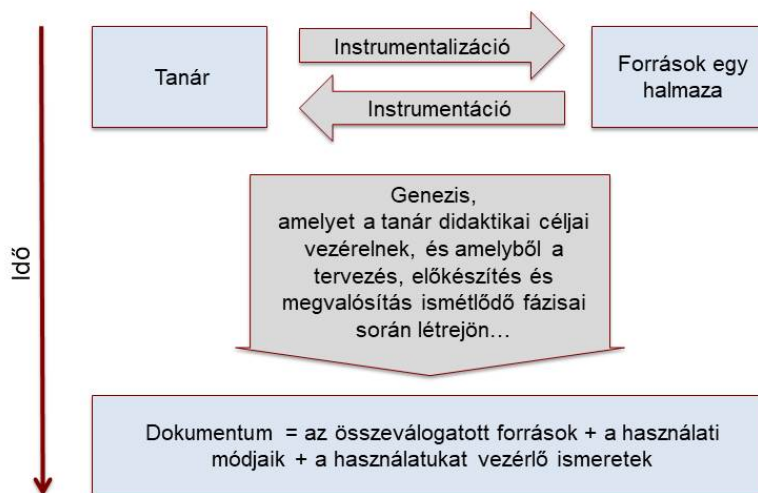 Tanár
Instrumentalizáció
Instrumentáció
Források egy
halmaza
Idő
Genezis,
amelyet a tanár didaktikai céljai
vezérelnek, és amelyből a
tervezés, előkészítés és
megvalósítás ismétlődő fázisai
során létrejön…
Dokumentum = az összeválogatott források + a használati
módjaik + a használatukat vezérlő ismeretek